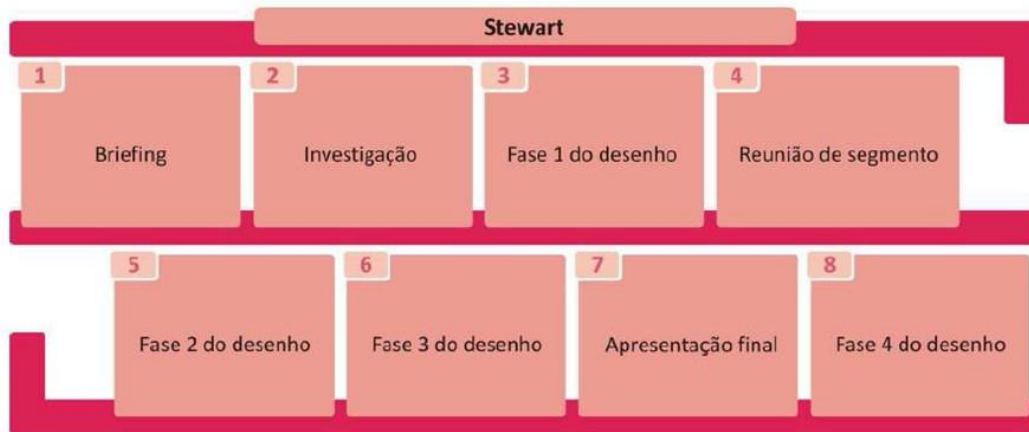 Stewart
1
Briefing
2
Investigação
3
Fase 1 do desenho
4
Reunião de segmento
5
Fase 2 do desenho
6
Fase 3 do desenho
7
Apresentação final
8
Fase 4 do desenho